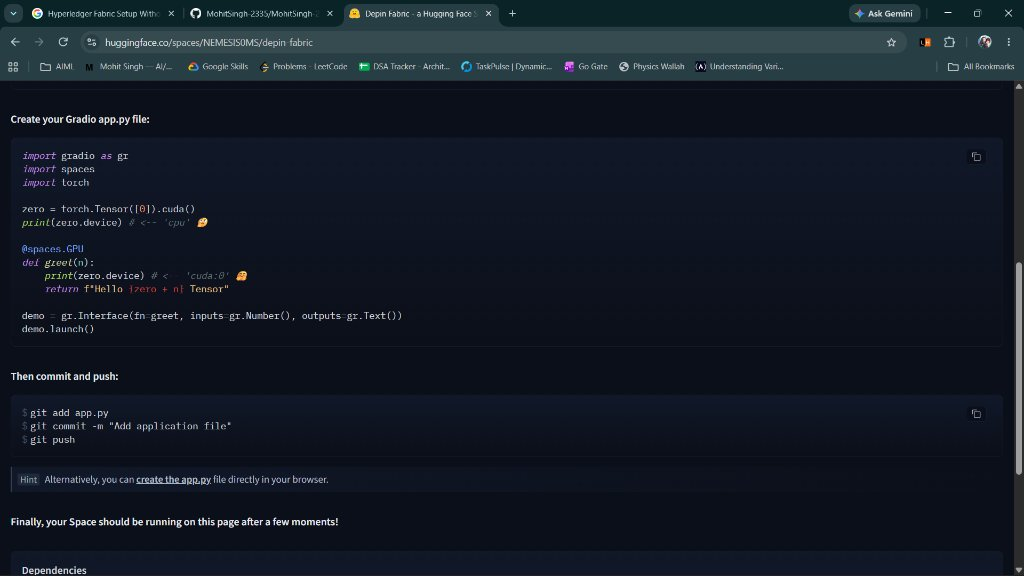 Hyperledger Fabric Setup Witho
MohitSingh-2335/MohitSingh-2
Depin Fabric - a Hugging Face S
Ask Gemini
huggingface.co/spaces/NEMESIS0MS/depin-fabric
AIML
Mohit Singh — AI/...
Google Skills
Problems - LeetCode
DSA Tracker - Archit...
TaskPulse | Dynamic...
Go Gate
Physics Wallah
Understanding Vari...
All Bookmarks
Create your Gradio app.py file:
import gradio as gr
import spaces
import torch
zero = torch.Tensor([0]).cuda()
print(zero.device) # <-- 'cpu' 🤔
@spaces.GPU
def greet(n):
print(zero.device) # <-- 'cuda:0' 🤗
return f"Hello {zero + n} Tensor"
demo = gr.Interface(fn=greet, inputs=gr.Number(), outputs=gr.Text())
demo.launch()
Then commit and push:
$ git add app.py
$ git commit -m "Add application file"
$ git push
Hint Alternatively, you can create the app.py file directly in your browser.
Finally, your Space should be running on this page after a few moments!
Dependencies